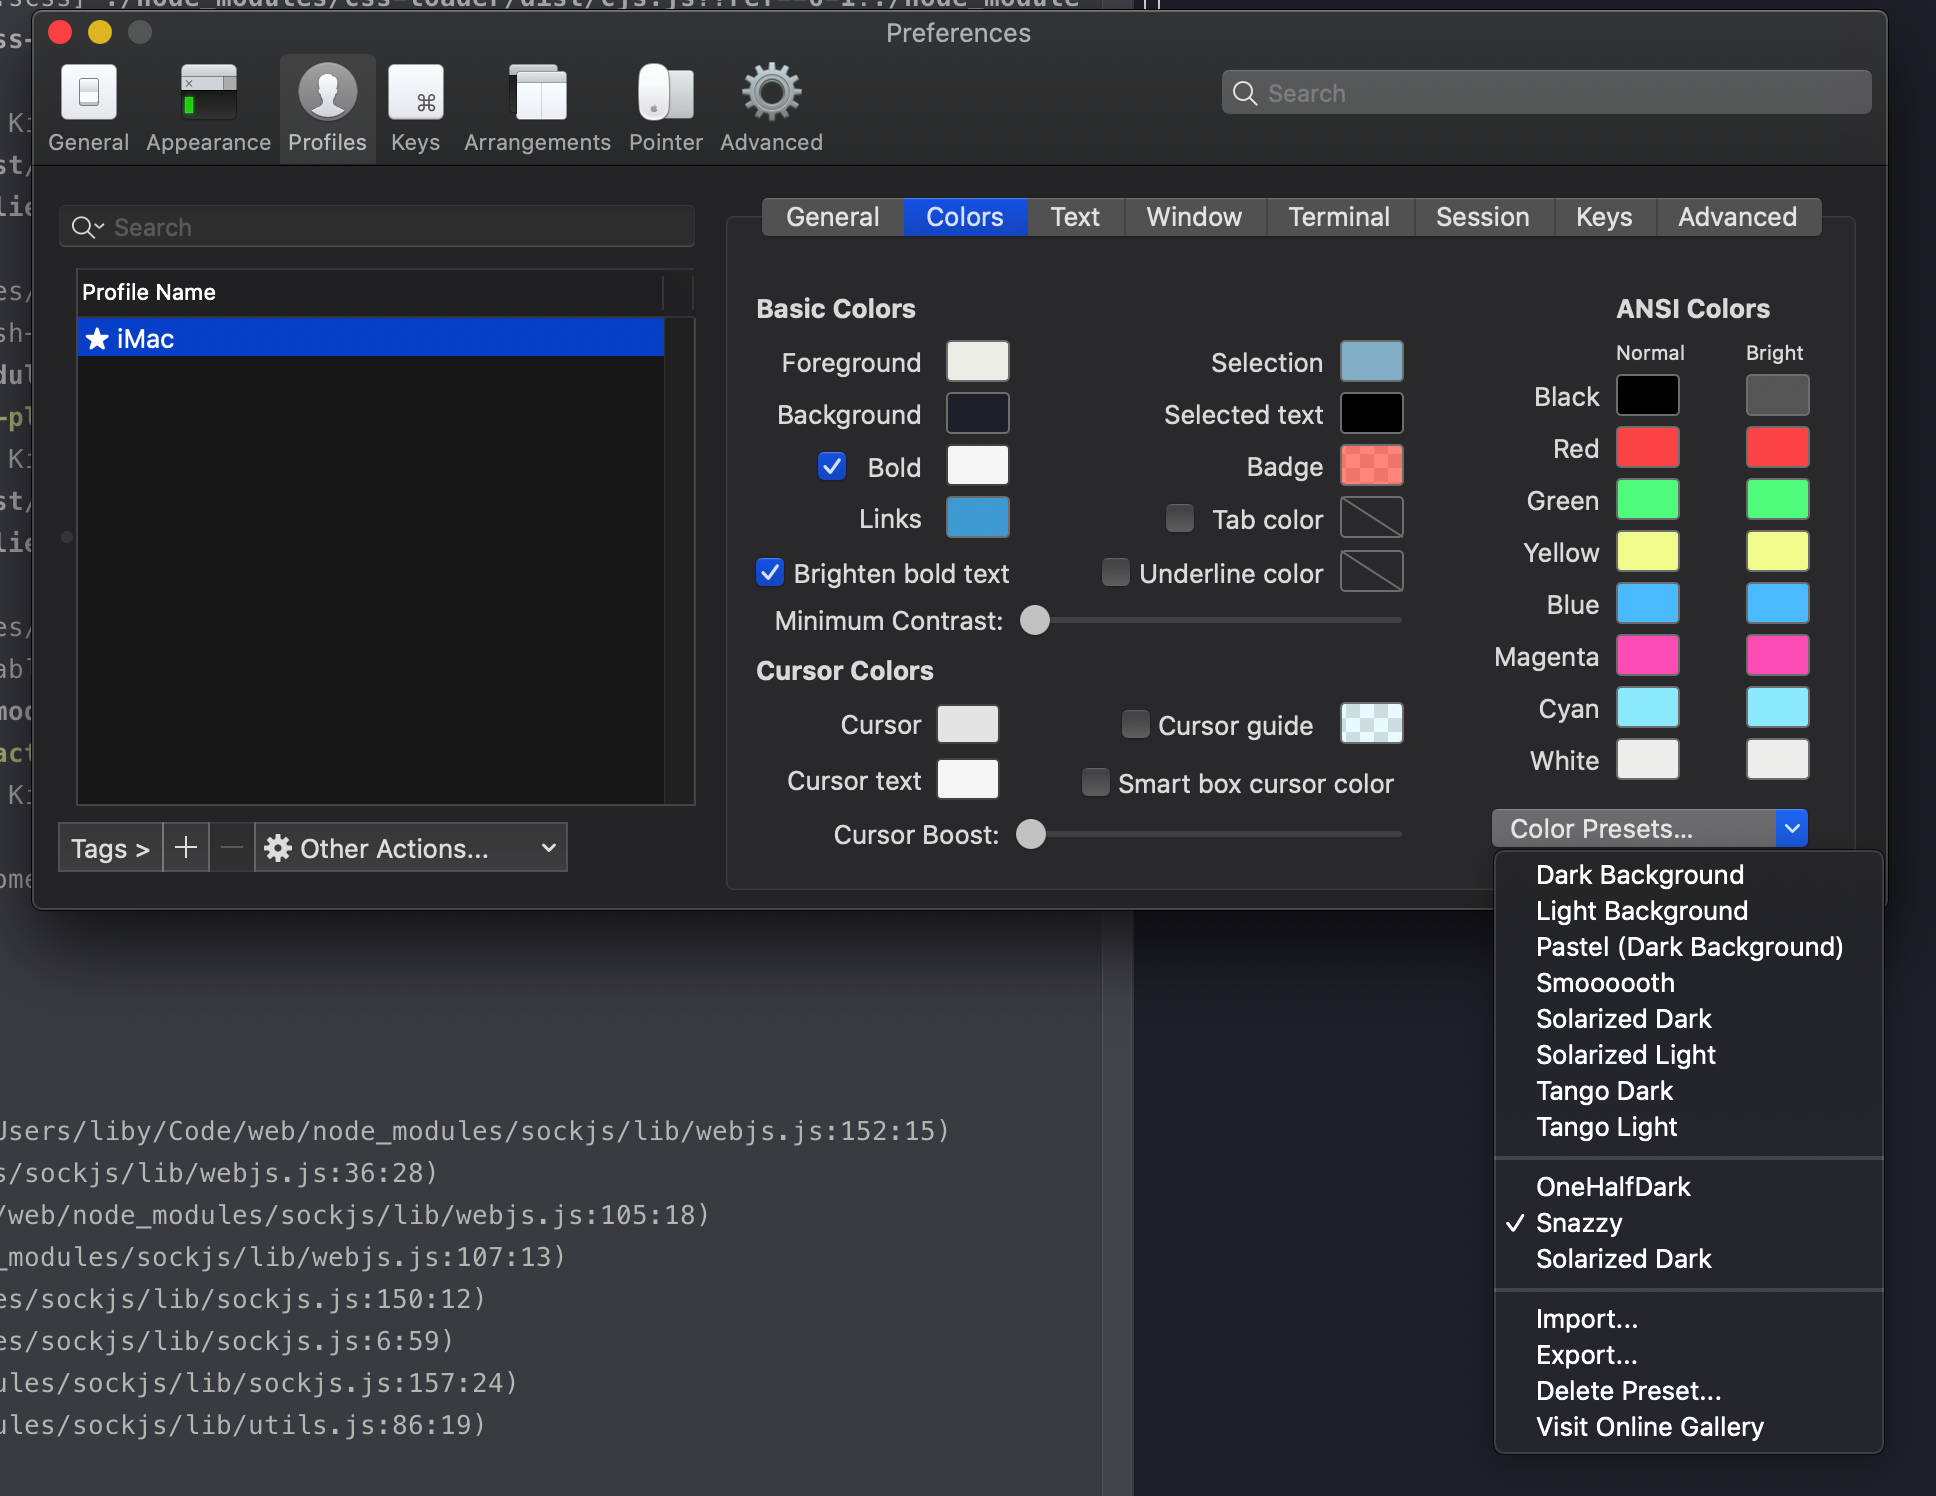 Preferences
General Appearance Profiles Keys Arrangements Pointer Advanced
Search
Search
Profile Name
iMac
Tags >
Other Actions...
General Colors Text Window Terminal Session Keys Advanced
Basic Colors
Foreground
Background
Bold
Links
Brighten bold text
Minimum Contrast:
Selection
Selected text
Badge
Tab color
Underline color
Cursor Colors
Cursor
Cursor text
Cursor Boost:
Cursor guide
Smart box cursor color
ANSI Colors
Normal Bright
Black
Red
Green
Yellow
Blue
Magenta
Cyan
White
Color Presets...
Dark Background
Light Background
Pastel (Dark Background)
Smoooooth
Solarized Dark
Solarized Light
Tango Dark
Tango Light
OneHalfDark
Snazzy
Solarized Dark
Import...
Export...
Delete Preset...
Visit Online Gallery
Users/liby/Code/web/node_modules/sockjs/lib/webjs.js:152:15)
s/sockjs/lib/webjs.js:36:28)
/web/node_modules/sockjs/lib/webjs.js:105:18)
_modules/sockjs/lib/webjs.js:107:13)
es/sockjs/lib/sockjs.js:150:12)
es/sockjs/lib/sockjs.js:6:59)
ules/sockjs/lib/sockjs.js:157:24)
ules/sockjs/lib/utils.js:86:19)